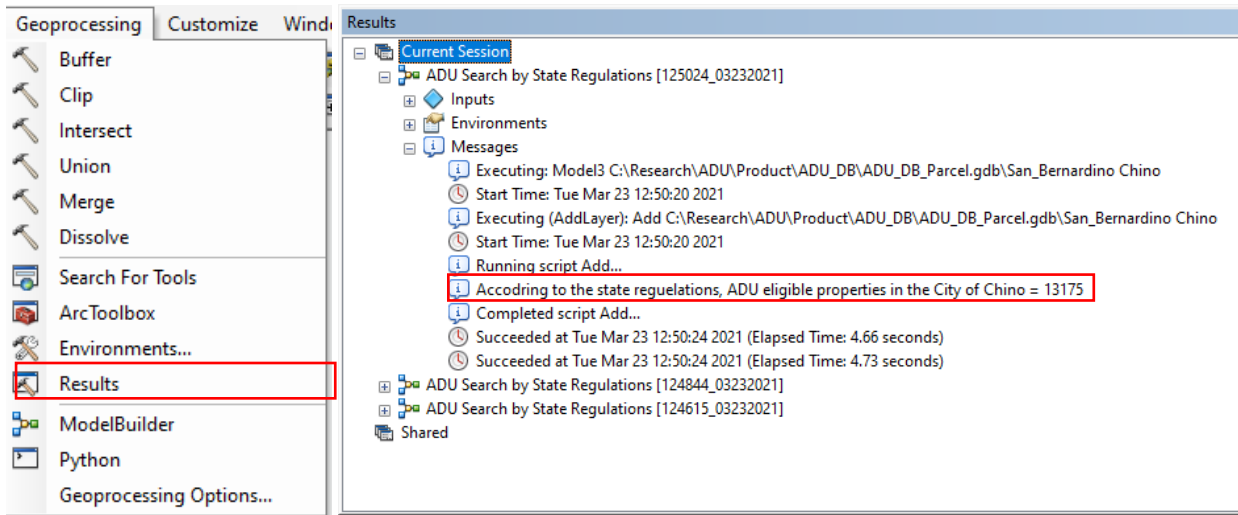 Geoprocessing Customize Wind
Buffer
Clip
Intersect
Union
Merge
Dissolve
Search For Tools
ArcToolbox
Environments...
Results
ModelBuilder
Python
Geoprocessing Options...
Results
Current Session
ADU Search by State Regulations [125024_03232021]
Inputs
Environments
Messages
Executing: Model3 C:\Research\ADU\Product\ADU_DB\ADU_DB_Parcel.gdb\San_Bernardino Chino
Start Time: Tue Mar 23 12:50:20 2021
Executing (AddLayer): Add C:\Research\ADU\Product\ADU_DB\ADU_DB_Parcel.gdb\San_Bernardino Chino
Start Time: Tue Mar 23 12:50:20 2021
Running script Add...
Accodring to the state reguelations, ADU eligible properties in the City of Chino = 13175
Completed script Add...
Succeeded at Tue Mar 23 12:50:24 2021 (Elapsed Time: 4.66 seconds)
Succeeded at Tue Mar 23 12:50:24 2021 (Elapsed Time: 4.73 seconds)
ADU Search by State Regulations [124844_03232021]
ADU Search by State Regulations [124615_03232021]
Shared